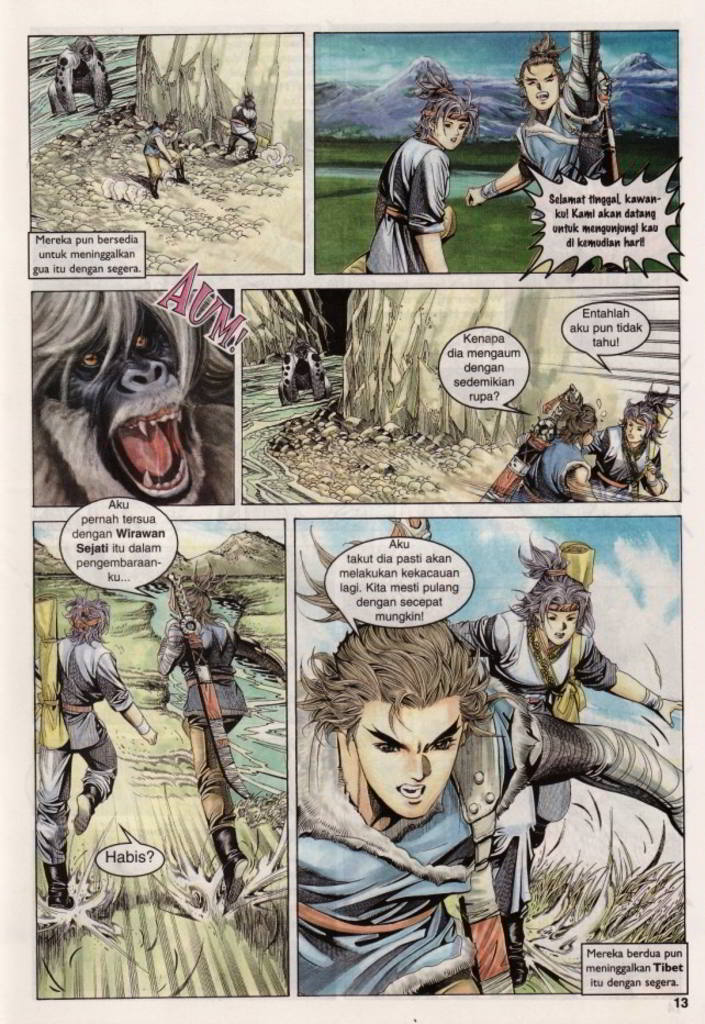 Mereka pun bersedia
untuk meninggalkan
gua itu dengan segera.
Selamat tinggal, kawan-
ku! Kami akan datang
untuk mengunjungi kau
di kemudian hari!
AUM!
Kenapa
dia mengaum
dengan
sedemikian
rupa?
Entahlah
aku pun tidak
tahu!
Aku
pernah tersua
dengan Wirawan
Sejati itu dalam
pengembaraan-
ku...
Habis?
Aku
takut dia pasti akan
melakukan kekacauan
lagi. Kita mesti pulang
dengan secepat
mungkin!
Mereka berdua pun
meninggalkan Tibet
itu dengan segera.
13